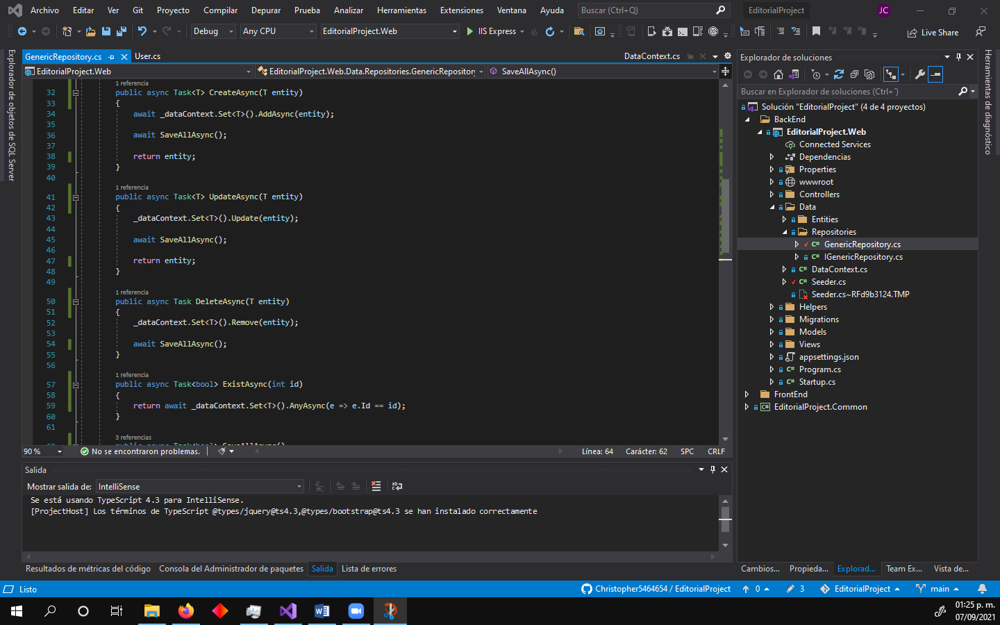 Archivo Editar Ver Git Proyecto Compilar Depurar Prueba Analizar Herramientas Extensiones Ventana Ayuda Buscar (Ctrl+Q) EditorialProject JC
Debug Any CPU EditorialProject.Web IIS Express Live Share
Explorador de objetos de SQL Server
GenericRepository.cs User.cs DataContext.cs
EditorialProject.Web EditorialProject.Web.Data.Repositories.GenericRepository SaveAllAsync()
1 referencia
32 public async Task<T> CreateAsync(T entity)
33 {
34 await _dataContext.Set<T>().AddAsync(entity);
35
36 await SaveAllAsync();
37
38 return entity;
39 }
40
1 referencia
41 public async Task<T> UpdateAsync(T entity)
42 {
43 _dataContext.Set<T>().Update(entity);
44
45 await SaveAllAsync();
46
47 return entity;
48 }
49
1 referencia
50 public async Task DeleteAsync(T entity)
51 {
52 _dataContext.Set<T>().Remove(entity);
53
54 await SaveAllAsync();
55 }
56
1 referencia
57 public async Task<bool> ExistAsync(int id)
58 {
59 return await _dataContext.Set<T>().AnyAsync(e => e.Id == id);
60 }
61
3 referencias
62 public async Task<bool> SaveAllAsync()
90 % No se encontraron problemas. Línea: 64 Carácter: 62 SPC CRLF
Salida
Mostrar salida de: IntelliSense
Se está usando TypeScript 4.3 para IntelliSense.
[ProjectHost] Los términos de TypeScript @types/jquery@ts4.3,@types/bootstrap@ts4.3 se han instalado correctamente
Resultados de métricas del código Consola del Administrador de paquetes Salida Lista de errores
Explorador de soluciones
Buscar en Explorador de soluciones (Ctrl+´)
Solución "EditorialProject" (4 de 4 proyectos)
BackEnd
EditorialProject.Web
Connected Services
Dependencias
Properties
wwwroot
Controllers
Data
Entities
Repositories
C# GenericRepository.cs
C# IGenericRepository.cs
C# DataContext.cs
C# Seeder.cs
Seeder.cs~RFd9b3124.TMP
Helpers
Migrations
Models
Views
appsettings.json
C# Program.cs
C# Startup.cs
FrontEnd
C# EditorialProject.Common
Cambios... Propieda... Explorad... Team Ex... Vista de...
Herramientas de diagnóstico
Listo Christopher5464654 / EditorialProject 0 3 EditorialProject main
01:25 p. m.
07/09/2021